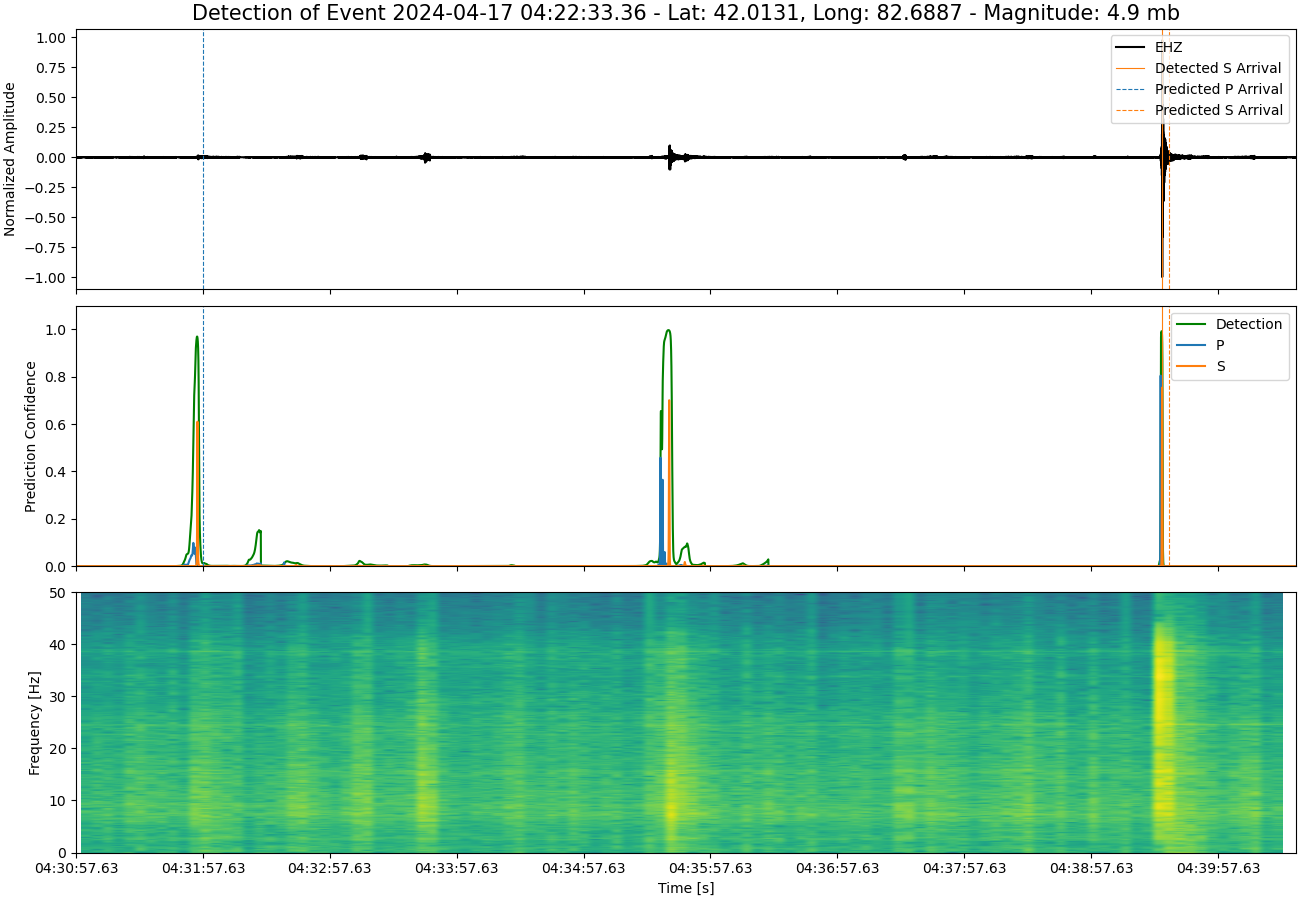 Detection of Event 2024-04-17 04:22:33.36 - Lat: 42.0131, Long: 82.6887 - Magnitude: 4.9 mb
Normalized Amplitude
1.00
0.75
0.50
0.25
0.00
−0.25
−0.50
−0.75
−1.00
EHZ
Detected S Arrival
Predicted P Arrival
Predicted S Arrival
Prediction Confidence
1.0
0.8
0.6
0.4
0.2
0.0
Detection
P
S
Frequency [Hz]
50
40
30
20
10
0
04:30:57.63 04:31:57.63 04:32:57.63 04:33:57.63 04:34:57.63 04:35:57.63 04:36:57.63 04:37:57.63 04:38:57.63 04:39:57.63
Time [s]